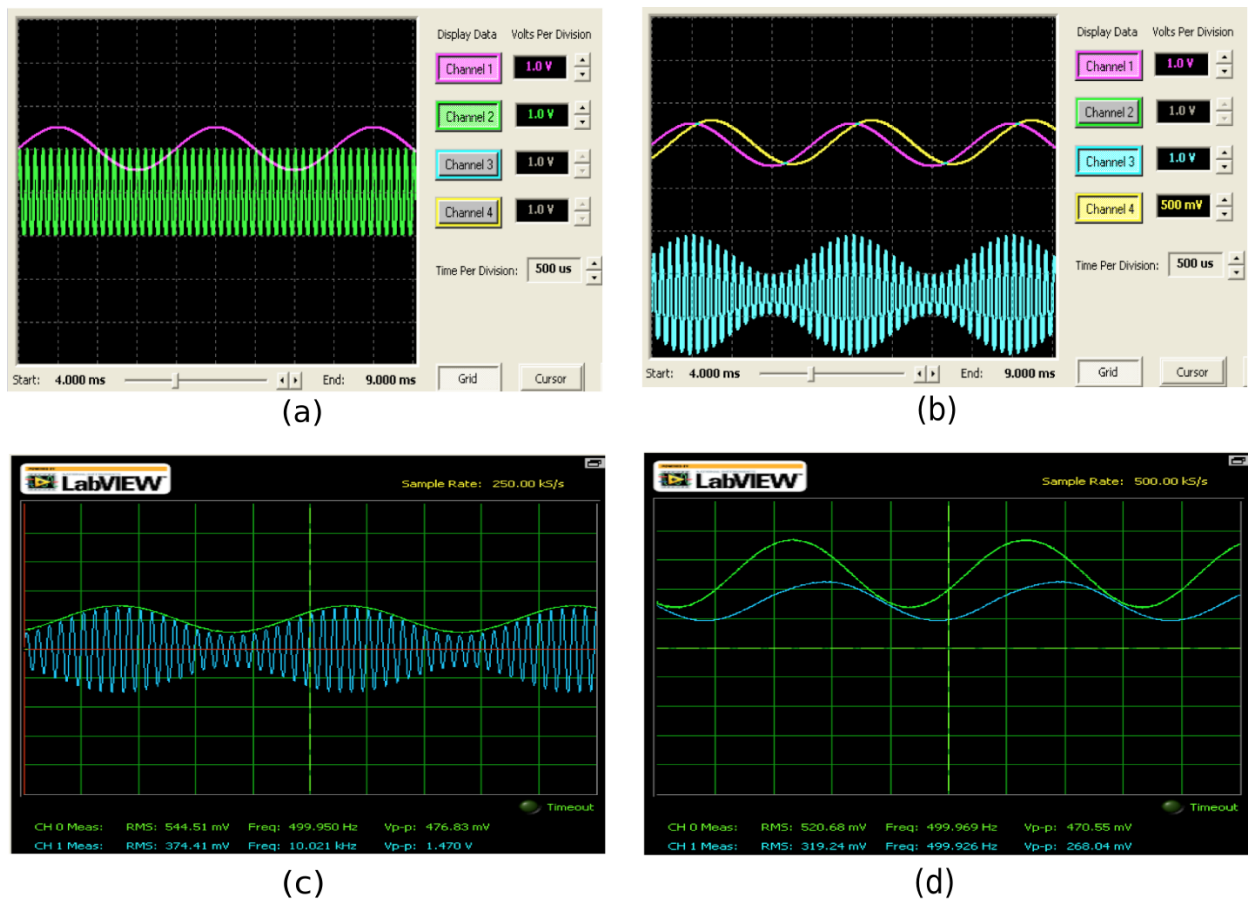 Display Data Volts Per Division
Channel 1 1.0 V
Channel 2 1.0 V
Channel 3 1.0 V
Channel 4 1.0 V
Time Per Division: 500 us
Start: 4.000 ms End: 9.000 ms Grid Cursor
(a)
Display Data Volts Per Division
Channel 1 1.0 V
Channel 2 1.0 V
Channel 3 1.0 V
Channel 4 500 mV
Time Per Division: 500 us
Start: 4.000 ms End: 9.000 ms Grid Cursor
(b)
LabVIEW
Sample Rate: 250.00 kS/s
Timeout
CH 0 Meas: RMS: 544.51 mV Freq: 499.950 Hz Vp-p: 476.83 mV
CH 1 Meas: RMS: 374.41 mV Freq: 10.021 kHz Vp-p: 1.470 V
(c)
LabVIEW
Sample Rate: 500.00 kS/s
Timeout
CH 0 Meas: RMS: 520.68 mV Freq: 499.969 Hz Vp-p: 470.55 mV
CH 1 Meas: RMS: 319.24 mV Freq: 499.926 Hz Vp-p: 268.04 mV
(d)